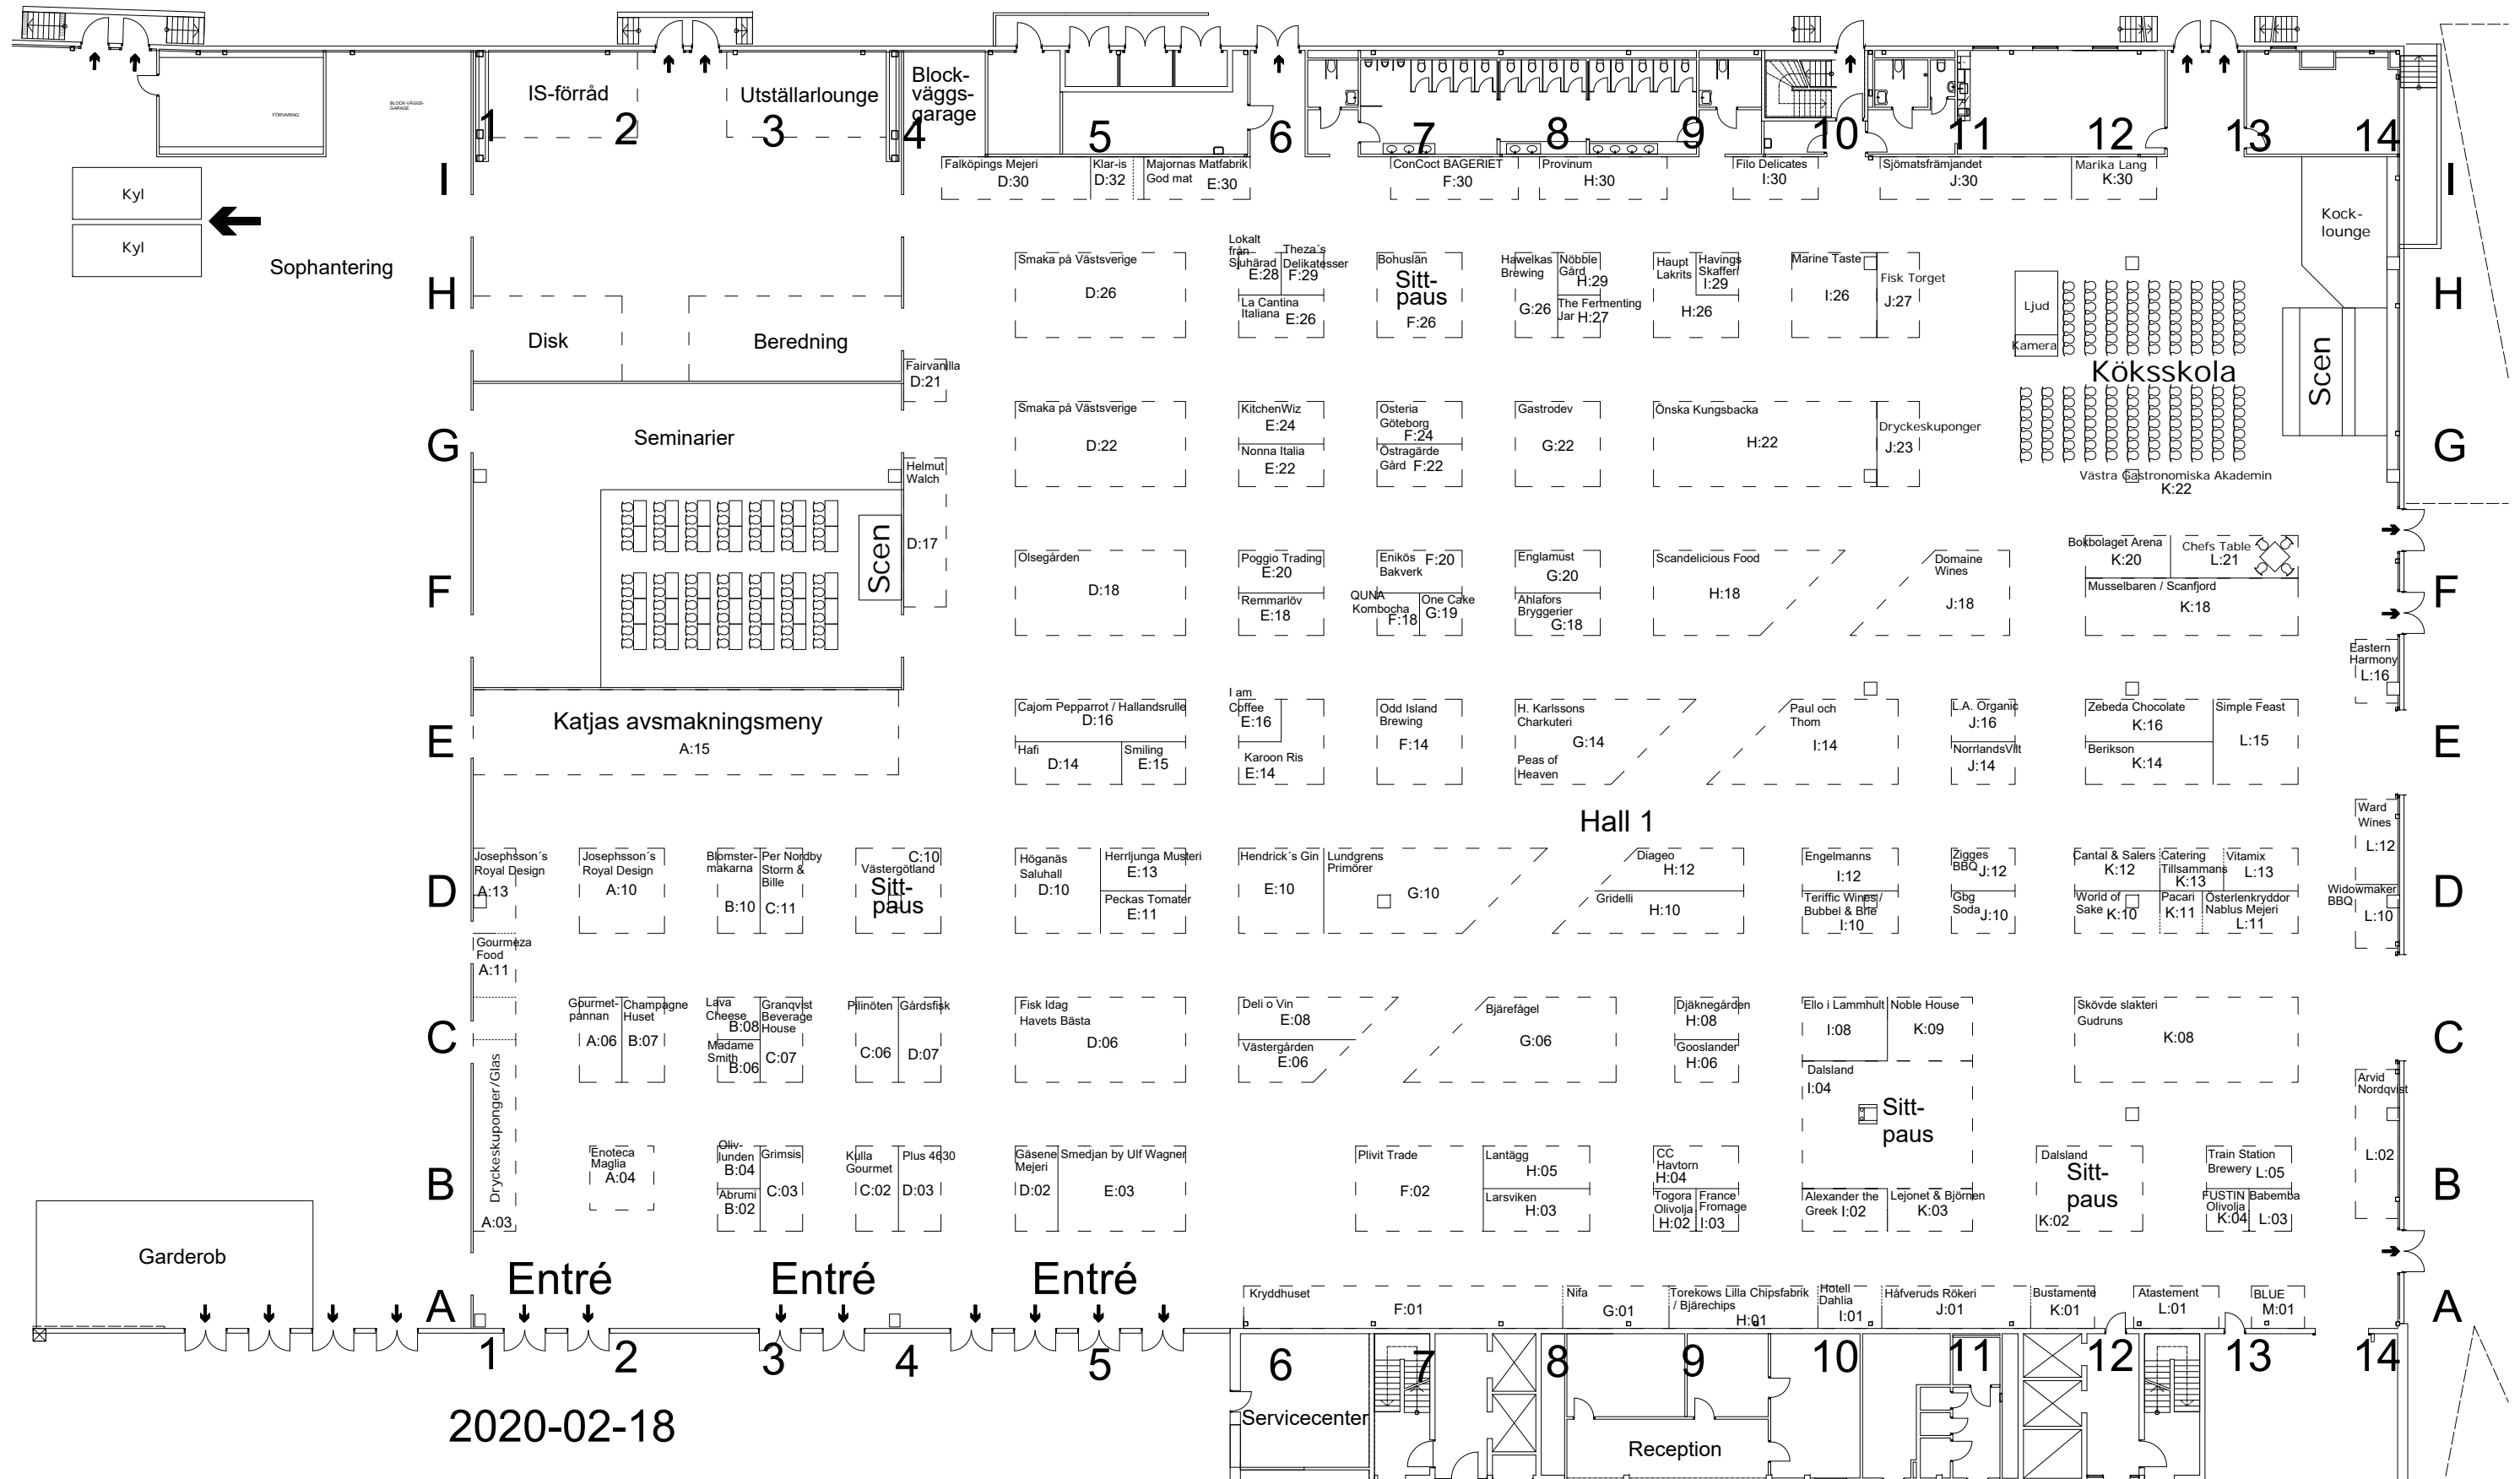 IS-förråd
Utställarlounge
Block-
väggs-
garage
FÖRVARING
BLOCK-VÄGGS-
GARAGE
1
2
3
4
5
6
7
8
9
10
11
12
13
14
I
Kyl
Kyl
Sophantering
Falköpings Mejeri
D:30
Klar-is
D:32
Majornas Matfabrik
God mat
E:30
ConCoct BAGERIET
F:30
Provinum
H:30
Filo Delicates
I:30
Sjömatsfrämjandet
J:30
Marika Lang
K:30
I
Kock-
lounge
H
Disk
Beredning
Smaka på Västsverige
D:26
Lokalt
från
Sjuhärad
E:28
Theza´s
Delikatesser
F:29
La Cantina
Italiana
E:26
Bohuslän
Sitt-
paus
F:26
Hawelkas
Brewing
G:26
Nöbble
Gård
H:29
The Fermenting
Jar H:27
Haupt
Lakrits
H:26
Havings
Skafferi
I:29
Marine Taste
I:26
Fisk Torget
J:27
Ljud
Kamera
Köksskola
Scen
H
Fairvanilla
D:21
G
Seminarier
Helmut
Walch
D:17
Scen
Smaka på Västsverige
D:22
KitchenWiz
E:24
Nonna Italia
E:22
Osteria
Göteborg
F:24
Östragärde
Gård F:22
Gastrodev
G:22
Önska Kungsbacka
H:22
Dryckeskuponger
J:23
Västra Gastronomiska Akademin
K:22
G
F
Olsegården
D:18
Poggio Trading
E:20
Remmarlöv
E:18
Enikös
Bakverk
F:20
QUNA
Kombocha
F:18
One Cake
G:19
Englamust
G:20
Ahlafors
Bryggerier
G:18
Scandelicious Food
H:18
Domaine
Wines
J:18
Bokbolaget Arena
K:20
Chefs Table
L:21
Musselbaren / Scanfjord
K:18
F
Eastern
Harmony
L:16
E
Katjas avsmakningsmeny
A:15
Cajom Pepparrot / Hallandsrulle
D:16
Hafi
D:14
Smiling
E:15
I am
Coffee
E:16
Karoon Ris
E:14
Odd Island
Brewing
F:14
H. Karlssons
Charkuteri
G:14
Peas of
Heaven
Paul och
Thom
I:14
L.A. Organic
J:16
NorrlandsVilt
J:14
Zebeda Chocolate
K:16
Berikson
K:14
Simple Feast
L:15
E
Hall 1
D
Josephsson´s
Royal Design
A:13
Josephsson´s
Royal Design
A:10
Blomster-
makarna
B:10
Per Nordby
Storm &
Bille
C:11
C:10
Västergötland
Sitt-
paus
Höganäs
Saluhall
D:10
Herrljunga Musteri
E:13
Peckas Tomater
E:11
Hendrick´s Gin
E:10
Lundgrens
Primörer
G:10
Diageo
H:12
Gridelli
H:10
Engelmanns
I:12
Teriffic Wines /
Bubbel & Brie
I:10
Zigges
BBQ J:12
Gbg
Soda J:10
Cantal & Salers
K:12
Catering
Tillsammans
K:13
Vitamix
L:13
World of
Sake K:10
Pacari
K:11
Österlenkryddor
Nablus Mejeri
L:11
Ward
Wines
L:12
Widowmaker
BBQ
L:10
D
Gourmeza
Food
A:11
C
Gourmet-
pannan
A:06
Champagne
Huset
B:07
Lava
Cheese
B:08
Madame
Smith
B:06
Granqvist
Beverage
House
C:07
Pilinöten
C:06
Gårdsfisk
D:07
Fisk Idag
Havets Bästa
D:06
Deli o Vin
E:08
Västergården
E:06
Bjärefågel
G:06
Djäknegården
H:08
Gooslander
H:06
Ello i Lammhult
I:08
Noble House
K:09
Dalsland
I:04
Sitt-
paus
Skövde slakteri
Gudruns
K:08
Arvid
Nordqvist
L:02
C
B
Dryckeskuponger/Glas
A:03
Enoteca
Maglia
A:04
Oliv-
lunden
B:04
Abrumi
B:02
Grimsis
C:03
Kulla
Gourmet
C:02
Plus 4630
D:03
Gäsene
Mejeri
D:02
Smedjan by Ulf Wagner
E:03
Plivit Trade
F:02
Lantägg
H:05
Larsviken
H:03
CC
Havtorn
H:04
Togora
Olivolja
H:02
France
Fromage
I:03
Alexander the
Greek I:02
Lejonet & Björnen
K:03
Dalsland
Sitt-
paus
K:02
Train Station
Brewery L:05
FUSTIN
Olivolja
K:04
Babemba
L:03
B
Garderob
A
Entré
Entré
Entré
Kryddhuset
F:01
Nifa
G:01
Torekows Lilla Chipsfabrik
/ Bjärechips
H:01
Hotell
Dahlia
I:01
Håfveruds Rökeri
J:01
Bustamente
K:01
Atastement
L:01
BLUE
M:01
A
1
2
3
4
5
6
7
8
9
10
11
12
13
14
2020-02-18
Servicecenter
Reception